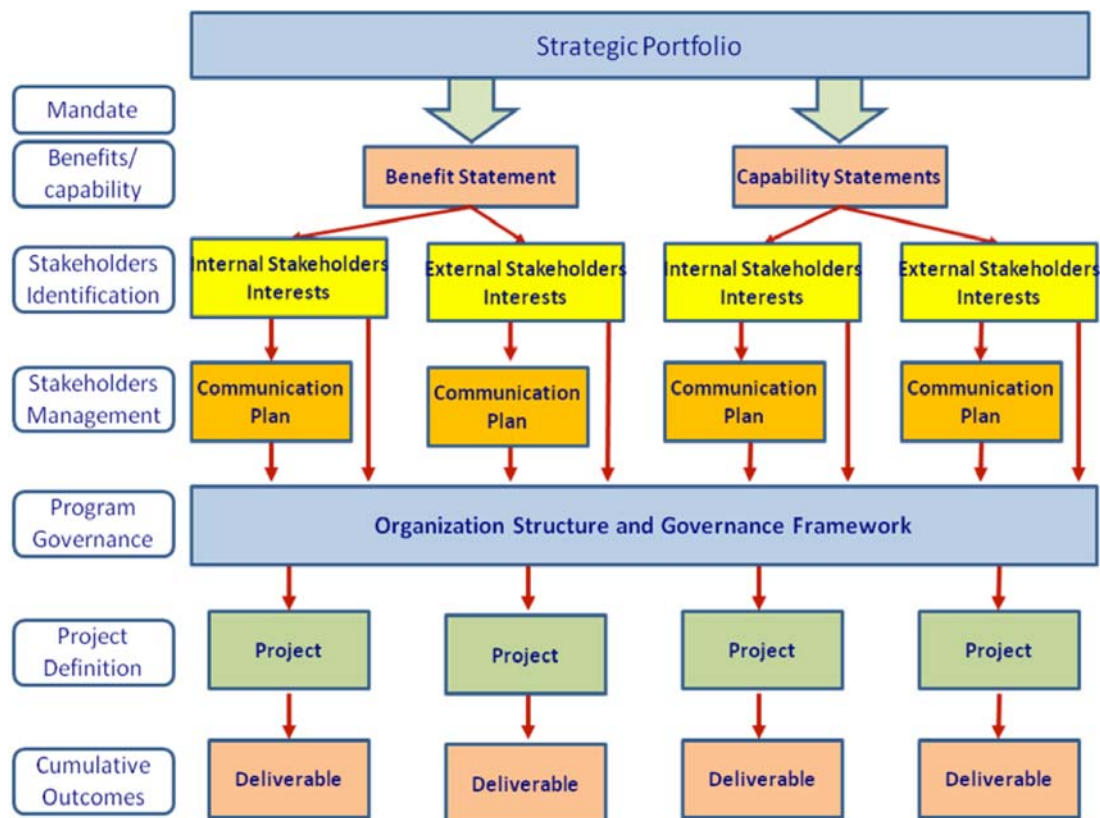 Strategic Portfolio
Mandate
Benefits/
capability
Benefit Statement
Capability Statements
Stakeholders
Identification
Internal Stakeholders
Interests
External Stakeholders
Interests
Internal Stakeholders
Interests
External Stakeholders
Interests
Stakeholders
Management
Communication
Plan
Communication
Plan
Communication
Plan
Communication
Plan
Program
Governance
Organization Structure and Governance Framework
Project
Definition
Project
Project
Project
Project
Cumulative
Outcomes
Deliverable
Deliverable
Deliverable
Deliverable